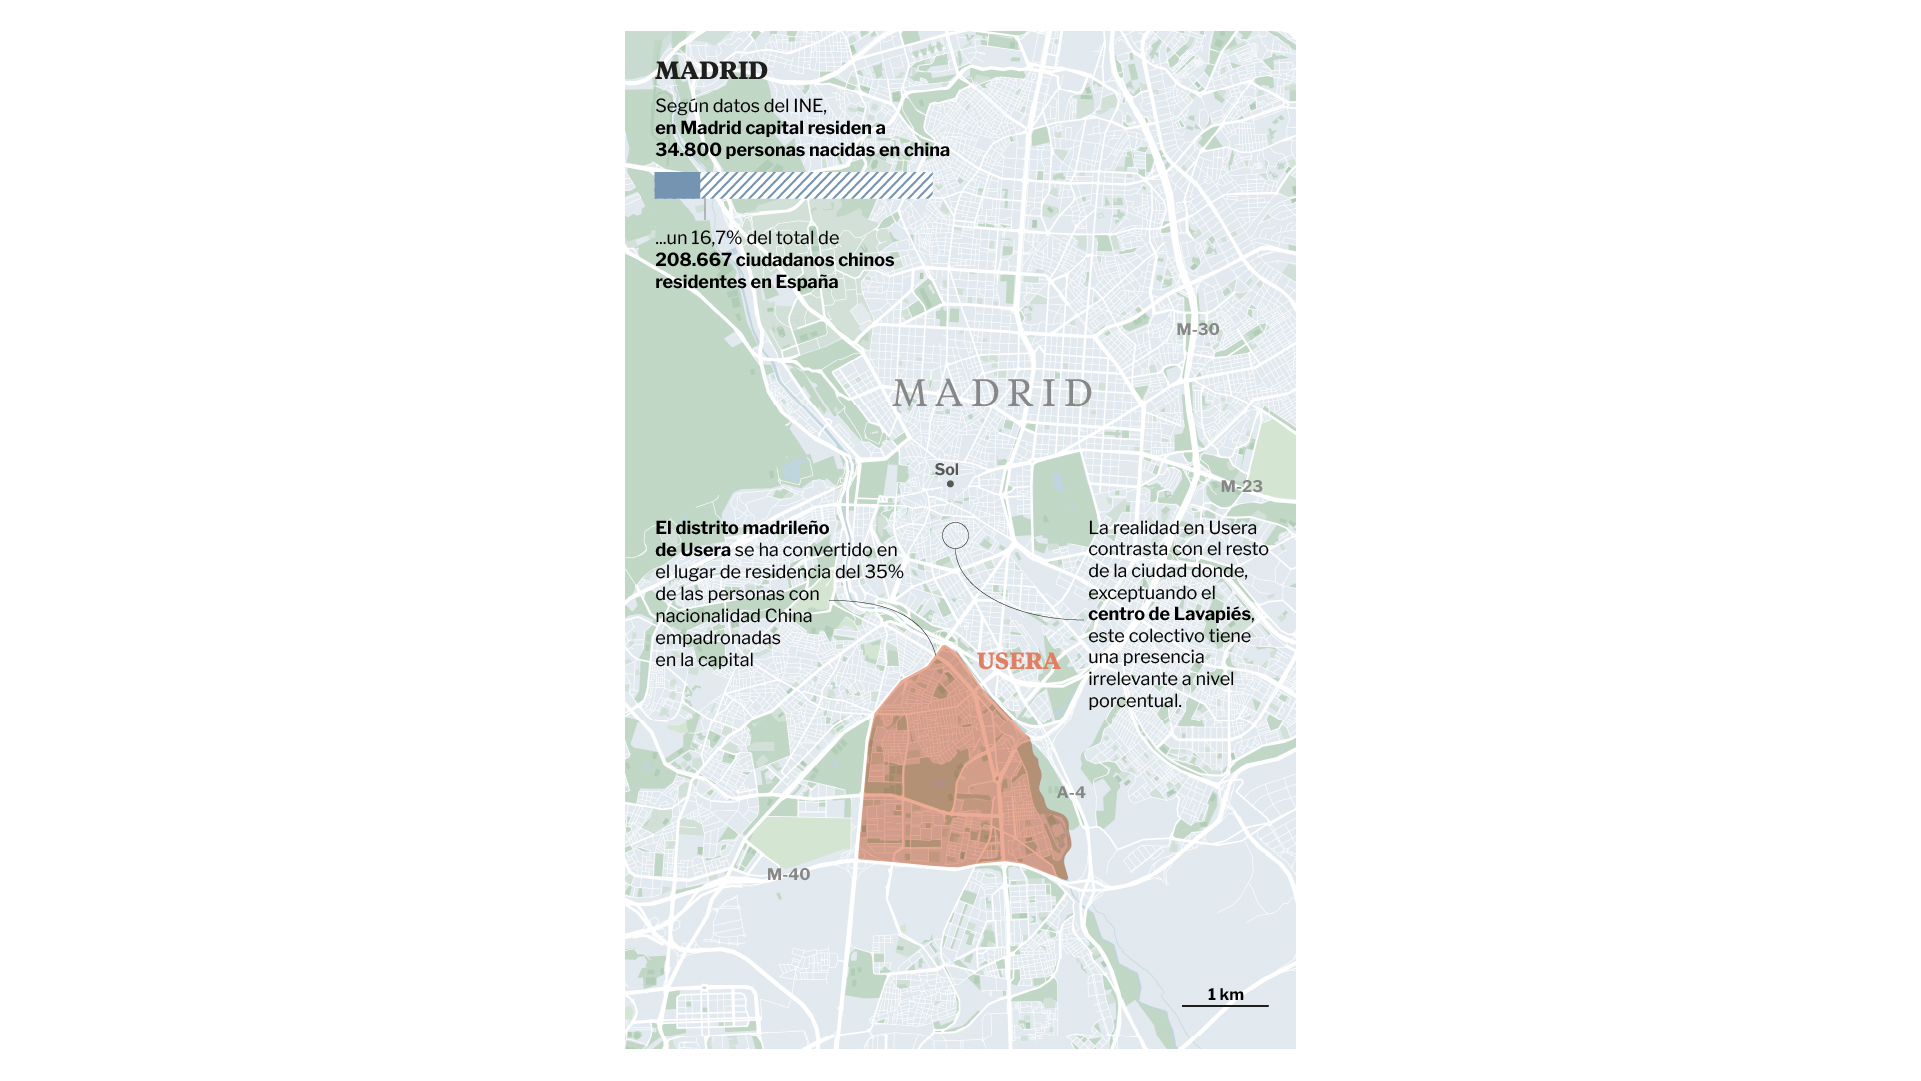 MADRID
Según datos del INE,
en Madrid capital residen a
34.800 personas nacidas en china
...un 16,7% del total de
208.667 ciudadanos chinos
residentes en España
M-30
MADRID
Sol
M-23
El distrito madrileño
de Usera se ha convertido en
el lugar de residencia del 35%
de las personas con
nacionalidad China
empadronadas
en la capital
La realidad en Usera
contrasta con el resto
de la ciudad donde,
exceptuando el
centro de Lavapiés,
este colectivo tiene
una presencia
irrelevante a nivel
porcentual.
USERA
A-4
M-40
1 km